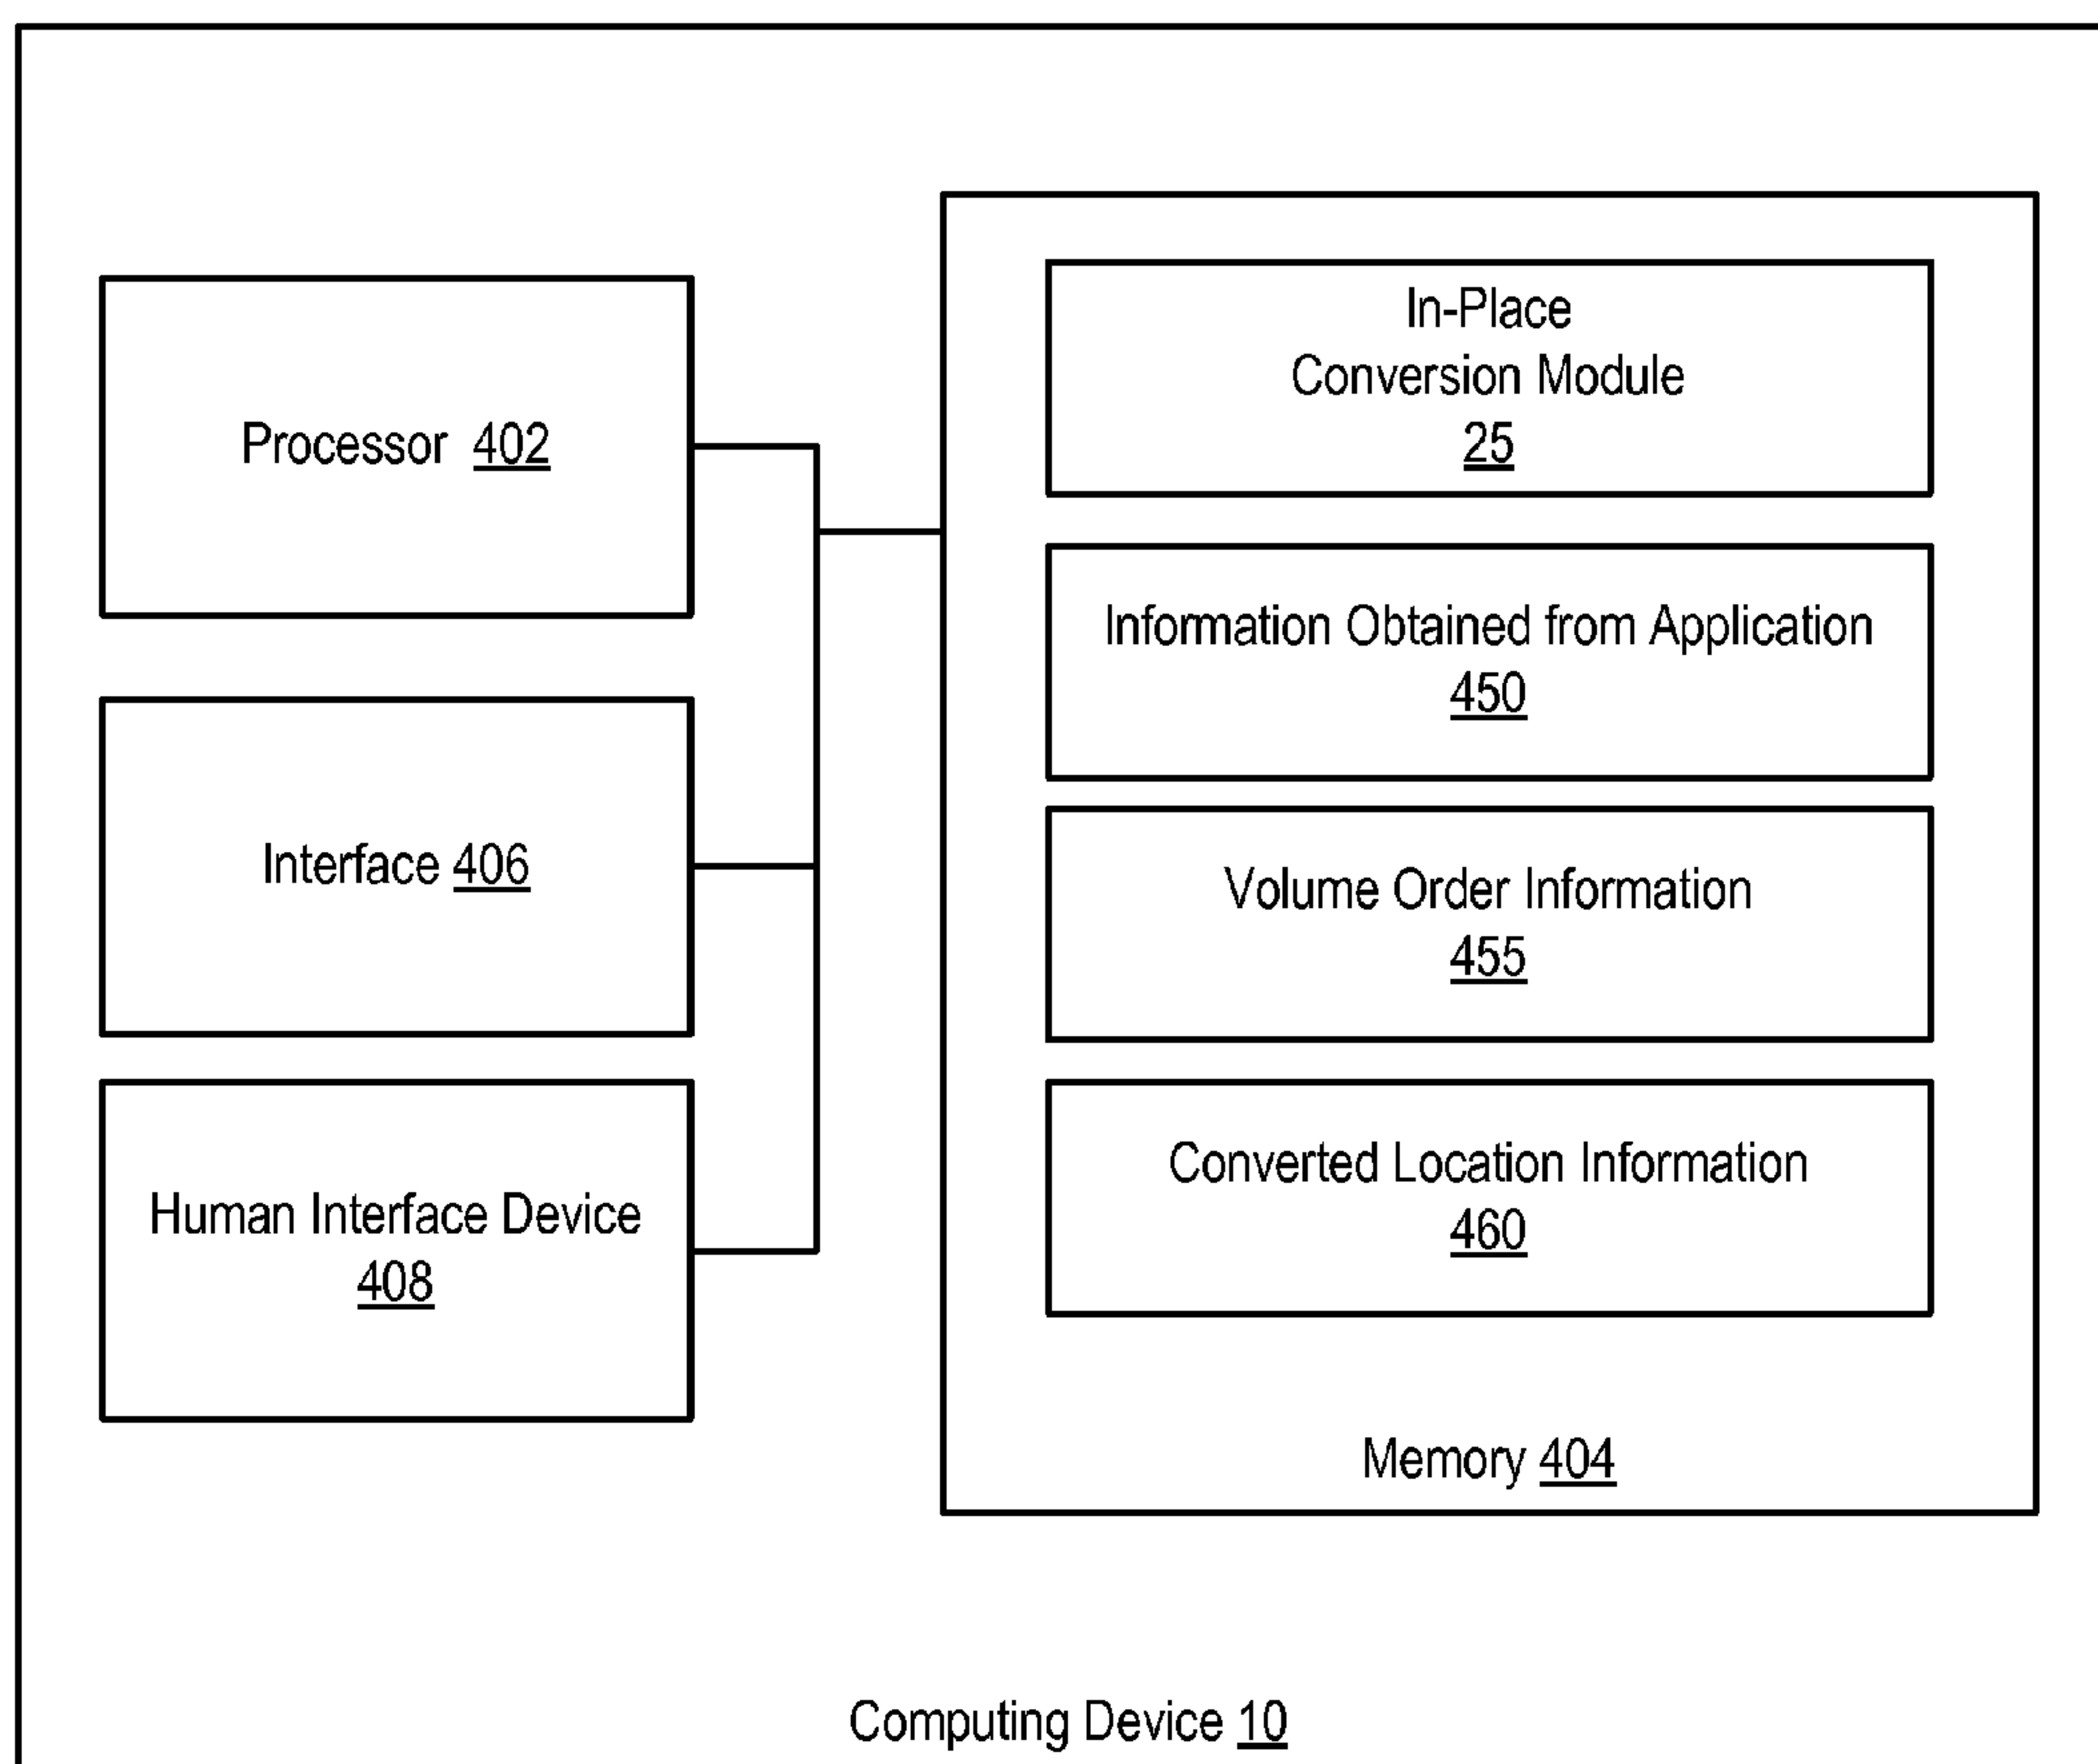 Processor 402
Interface 406
Human Interface Device
408
In-Place
Conversion Module
25
Information Obtained from Application
450
Volume Order Information
455
Converted Location Information
460
Memory 404
Computing Device 10